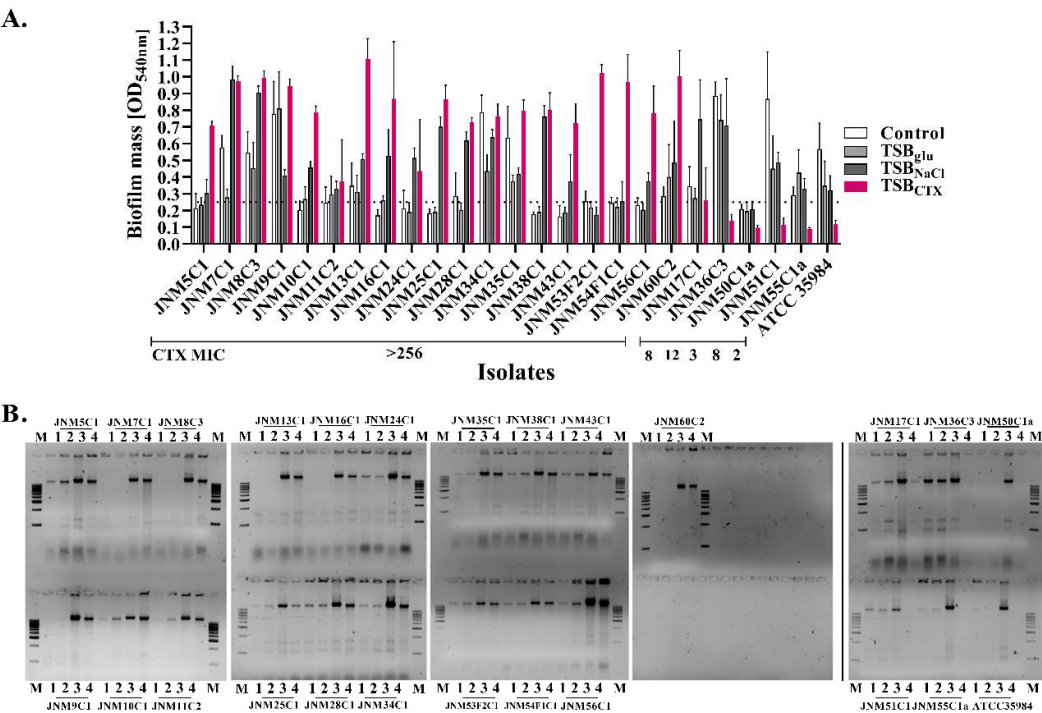 A.
Biofilm mass [OD540nm]
1.3
1.2
1.1
1.0
0.9
0.8
0.7
0.6
0.5
0.4
0.3
0.2
0.1
0.0
Control
TSBglu
TSBNaCl
TSBCTX
JNM5C1
JNM7C1
JNM8C3
JNM9C1
JNM10C1
JNM11C2
JNM13C1
JNM16C1
JNM24C1
JNM25C1
JNM28C1
JNM34C1
JNM35C1
JNM38C1
JNM43C1
JNM53F2C1
JNM54F1C1
JNM56C1
JNM60C2
JNM17C1
JNM36C3
JNM50C1a
JNM51C1
JNM55C1a
ATCC 35984
CTX MIC >256 8 12 3 8 2
Isolates
B.
JNM5C1 JNM7C1 JNM8C3 JNM13C1 JNM16C1 JNM24C1 JNM35C1 JNM38C1 JNM43C1 JNM60C2 JNM17C1 JNM36C3 JNM50C1a
M 1 2 3 4 1 2 3 4 1 2 3 4 M M 1 2 3 4 1 2 3 4 1 2 3 4 M 1 2 3 4 1 2 3 4 1 2 3 4 M M 1 2 3 4 M 1 2 3 4 1 2 3 4 1 2 3 4 M
M 1 2 3 4 1 2 3 4 1 2 3 4 M M 1 2 3 4 1 2 3 4 1 2 3 4 M 1 2 3 4 1 2 3 4 1 2 3 4 M M 1 2 3 4 1 2 3 4 1 2 3 4 M
JNM9C1 JNM10C1 JNM11C2 JNM25C1 JNM28C1 JNM34C1 JNM53F2C1 JNM54F1C1 JNM56C1 JNM51C1 JNM55C1a ATCC35984